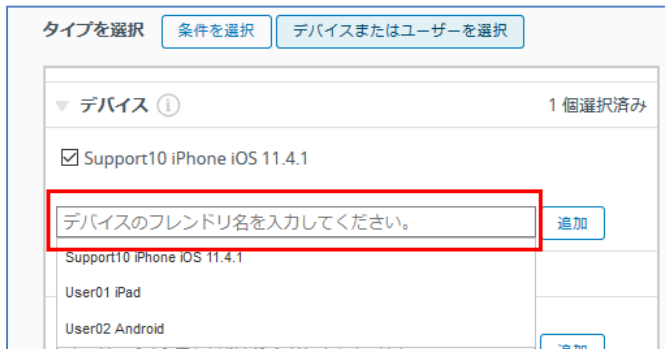 タイプを選択 条件を選択 デバイスまたはユーザーを選択
デバイス 1 個選択済み
Support10 iPhone iOS 11.4.1
デバイスのフレンドリ名を入力してください。 追加
Support10 iPhone iOS 11.4.1
User01 iPad
User02 Android